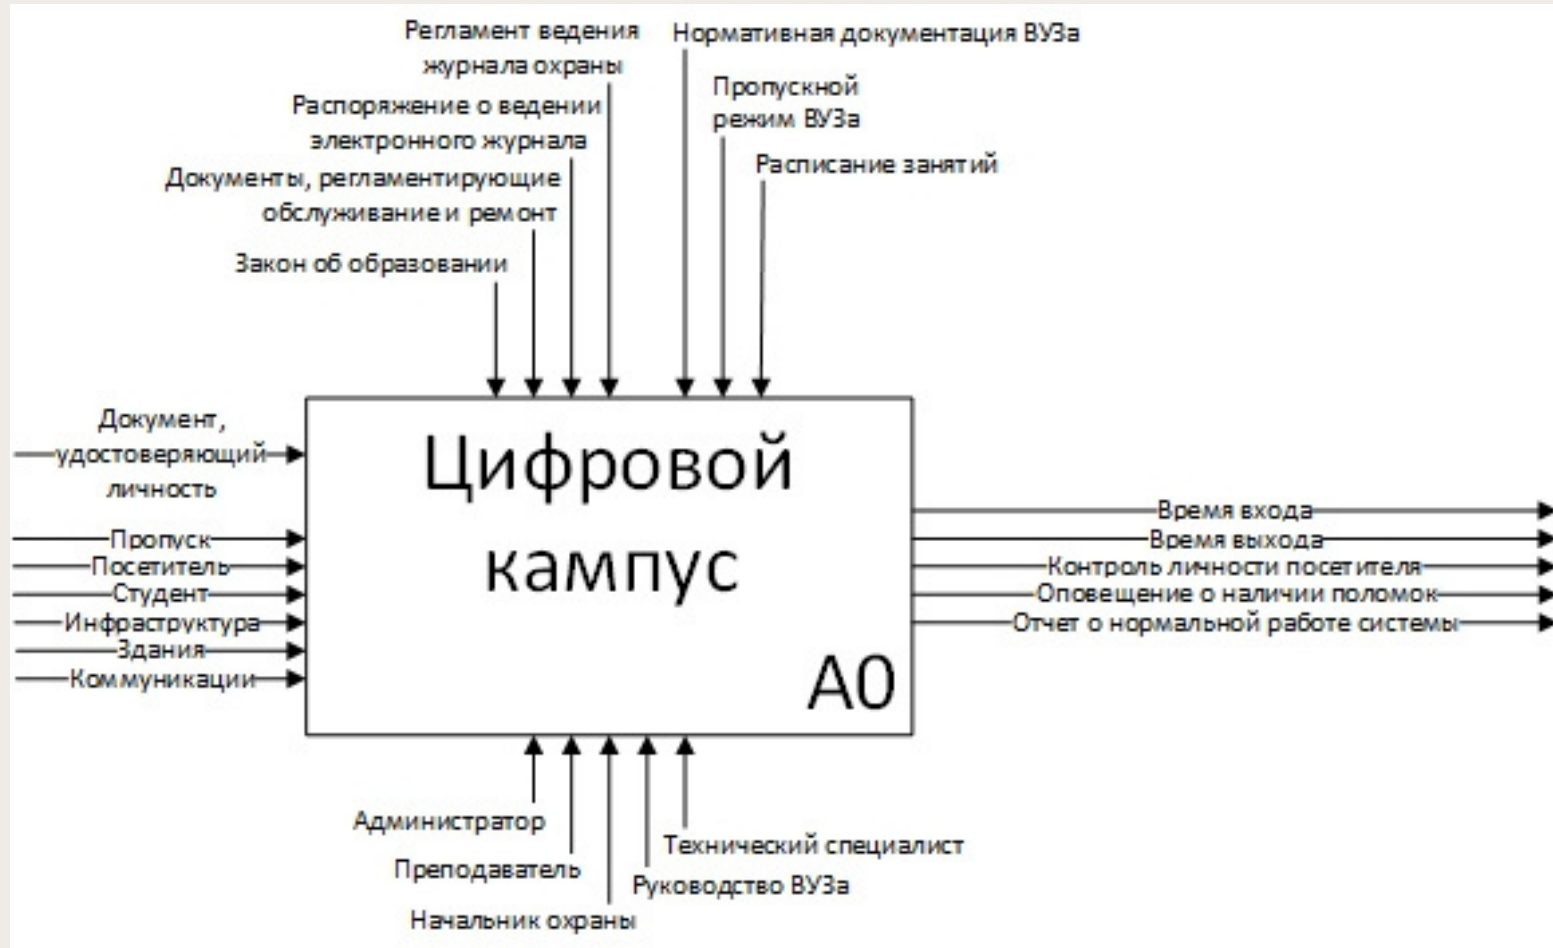 Регламент ведения
журнала охраны
Нормативная документация ВУЗа
Распоряжение о ведении
электронного журнала
Пропускной
режим ВУЗа
Документы, регламентирующие
обслуживание и ремонт
Расписание занятий
Закон об образовании
Документ,
удостоверяющий
личность
Пропуск
Посетитель
Студент
Инфраструктура
Здания
Коммуникации
Цифровой
кампус
A0
Время входа
Время выхода
Контроль личности посетителя
Оповещение о наличии поломок
Отчет о нормальной работе системы
Администратор
Преподаватель
Начальник охраны
Технический специалист
Руководство ВУЗа